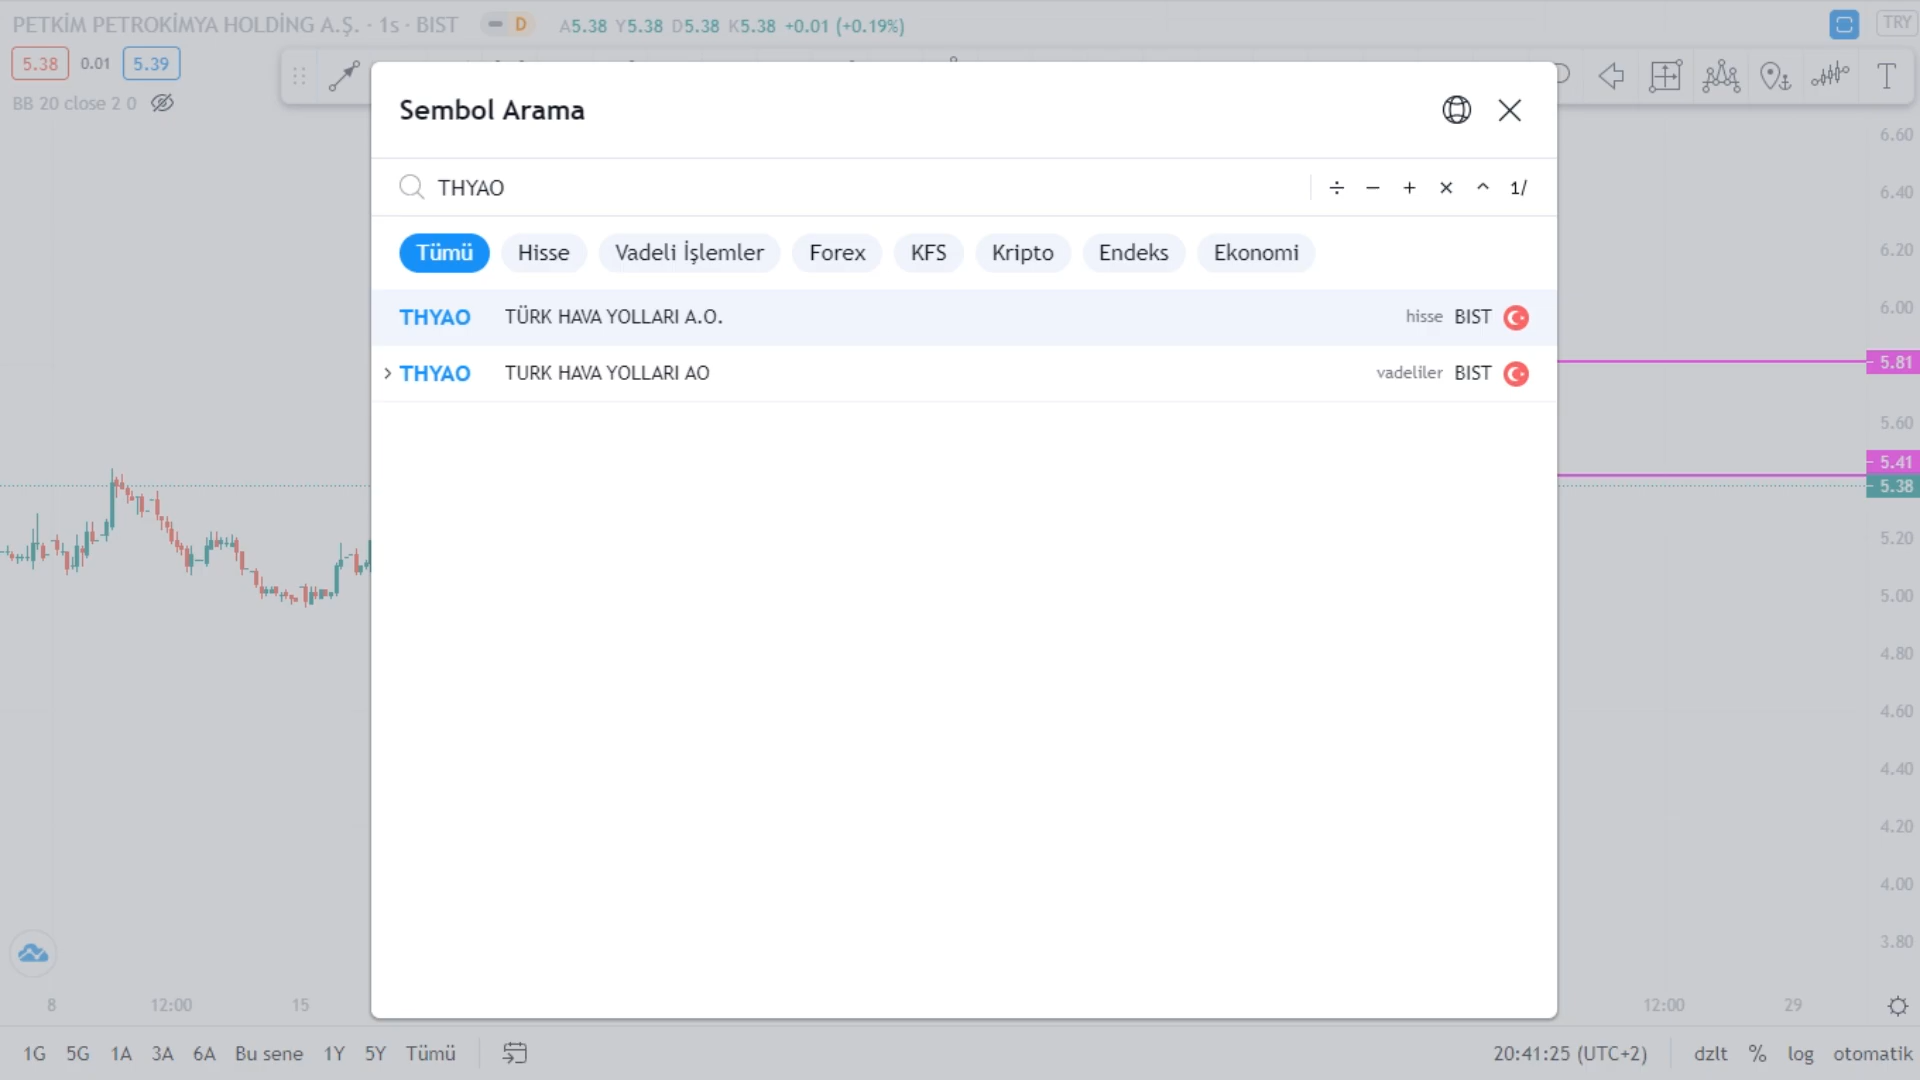 PETKİM PETROKİMYA HOLDİNG A.Ş. · 1s · BIST D A5.38 Y5.38 D5.38 K5.38 +0.01 (+0.19%) TRY
5.38 0.01 5.39
BB 20 close 2 0
Sembol Arama
THYAO ÷ − + × ^ 1/
Tümü Hisse Vadeli İşlemler Forex KFS Kripto Endeks Ekonomi
THYAO TÜRK HAVA YOLLARI A.O. hisse BIST
THYAO TURK HAVA YOLLARI AO vadeliler BIST
6.60
6.40
6.20
6.00
5.81
5.60
5.41
5.38
5.20
5.00
4.80
4.60
4.40
4.20
4.00
3.80
8 12:00 15 12:00 29
1G 5G 1A 3A 6A Bu sene 1Y 5Y Tümü 20:41:25 (UTC+2) dzlt % log otomatik